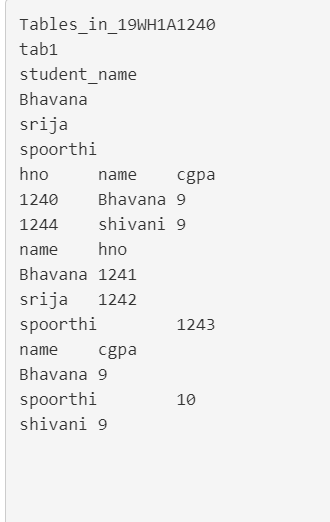 Tables_in_19WH1A1240
tab1
student_name
Bhavana
srija
spoorthi
hno	name	cgpa
1240	Bhavana	9
1244	shivani	9
name	hno
Bhavana	1241
srija	1242
spoorthi	1243
name	cgpa
Bhavana	9
spoorthi	10
shivani	9